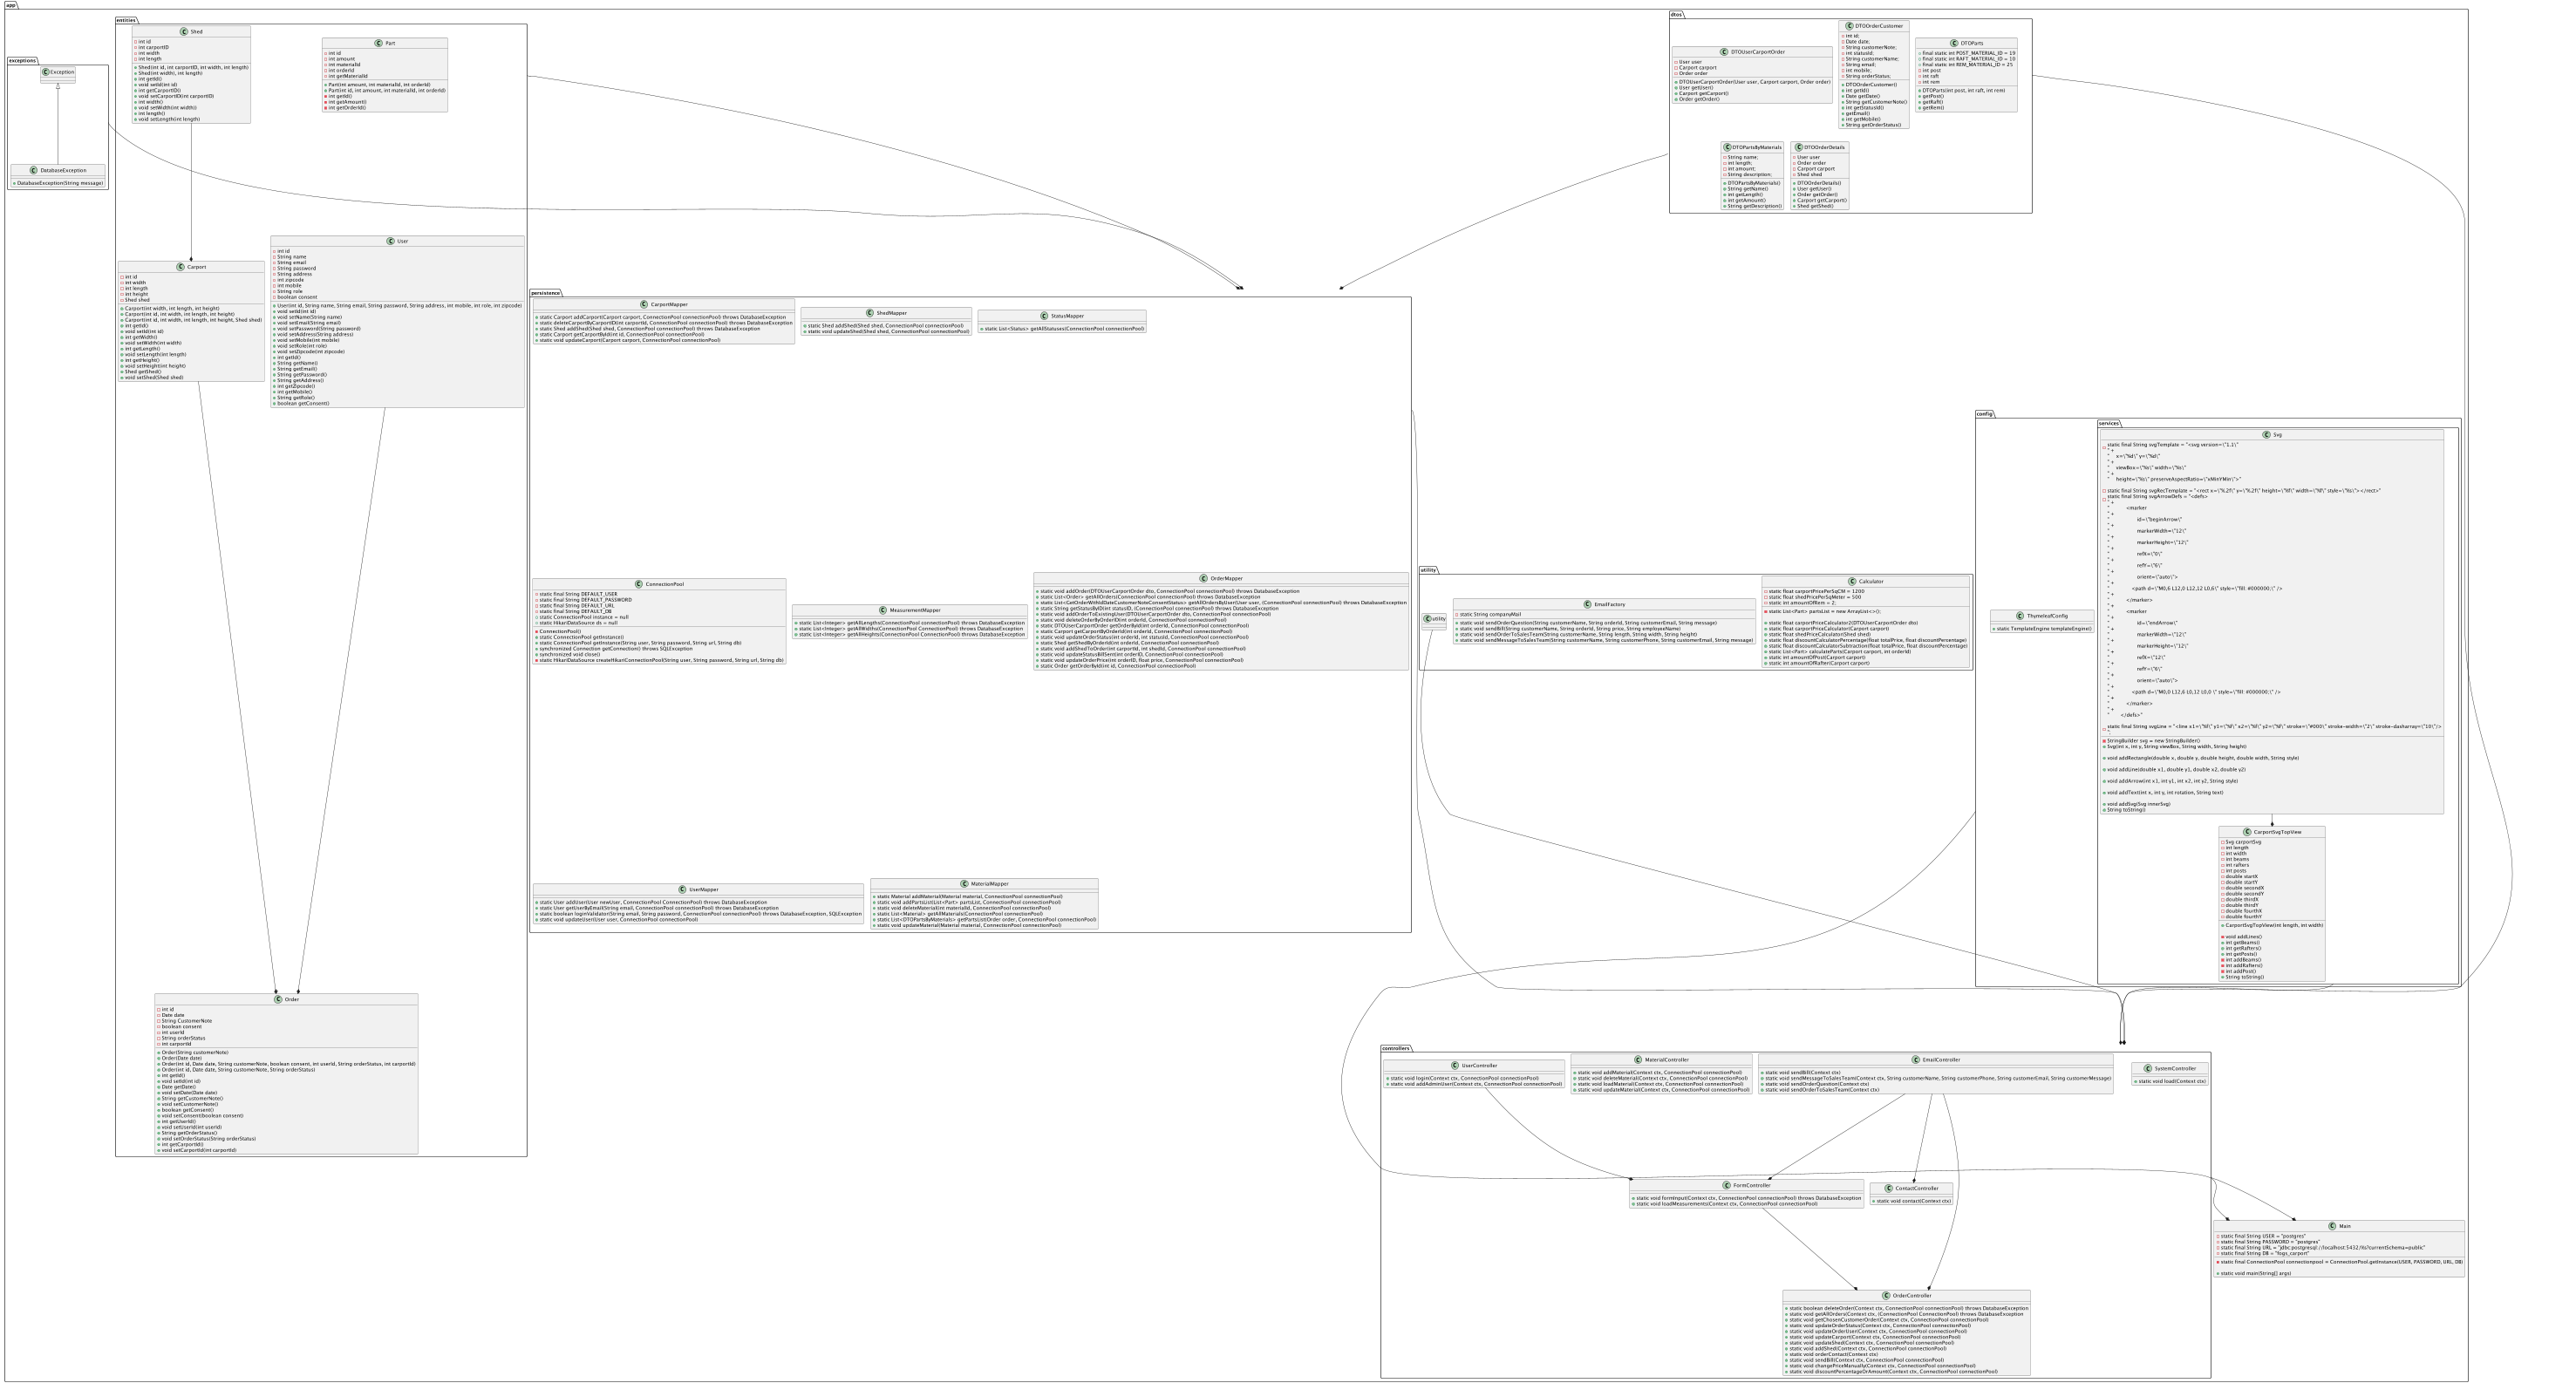 app
exceptions
Exception
DatabaseException
DatabaseException(String message)
entities
Shed
int id
int carportID
int width
int length
Shed(int id, int carportID, int width, int length)
Shed(int width), int length)
int getId()
void setId(int id)
int getCarportID()
void setCarportID(int carportID)
int width()
void setWidth(int width))
int length()
void setLength(int length)
Part
int id
int amount
int materialId
int orderId
int getMaterialId
Part(int amount, int materialId, int orderId)
Part(int id, int amount, int materialId, int orderId)
int getId()
int getAmount()
int getOrderId()
Carport
int id
int width
int length
int height
Shed shed
Carport(int width, int length, int height)
Carport(int id, int width, int length, int height)
Carport(int id, int width, int length, int height, Shed shed)
int getId()
void setId(int id)
int getWidth()
void setWidth(int width)
int getLength()
void setLength(int length)
int getHeight()
void setHeight(int height)
Shed getShed()
void setShed(Shed shed)
User
int id
String name
String email
String password
String address
int zipcode
int mobile
String role
boolean consent
User(int id, String name, String email, String password, String address, int mobile, int role, int zipcode)
void setId(int id)
void setName(String name)
void setEmail(String email)
void setPassword(String password)
void setAddress(String address)
void setMobile(int mobile)
void setRole(int role)
void setZipcode(int zipcode)
int getId()
String getName()
String getEmail()
String getPassword()
String getAddress()
int getZipcode()
int getMobile()
String getRole()
boolean getConsent()
Order
int id
Date date
String CustomerNote
boolean consent
int userId
String orderStatus
int carportId
Order(String customerNote)
Order(Date date)
Order(int id, Date date, String customerNote, boolean consent, int userId, String orderStatus, int carportId)
Order(int id, Date date, String customerNote, String orderStatus)
int getId()
void setId(int id)
Date getDate()
void setDate(Date date)
String getCustomerNote()
void setCustomerNote()
boolean getConsent()
void setConsent(boolean consent)
int getUserId()
void setUserId(int userId)
String getOrderStatus()
void setOrderStatus(String orderStatus)
int getCarportId()
void setCarportId(int carportId)
persistence
CarportMapper
static Carport addCarport(Carport carport, ConnectionPool connectionPool) throws DatabaseException
static deleteCarportByCarportID(int carportId, ConnectionPool connectionPool) throws DatabaseException
static Shed addShed(Shed shed, ConnectionPool connectionPool) throws DatabaseException
static Carport getCarportById(int id, ConnectionPool connectionPool)
static void updateCarport(Carport carport, ConnectionPool connectionPool)
ShedMapper
static Shed addShed(Shed shed, ConnectionPool connectionPool)
static void updateShed(Shed shed, ConnectionPool connectionPool)
StatusMapper
static List<Status> getAllStatuses(ConnectionPool connectionPool)
ConnectionPool
static final String DEFAULT_USER
static final String DEFAULT_PASSWORD
static final String DEFAULT_URL
static final String DEFAULT_DB
static ConnectionPool instance = null
static HikariDataSource ds = null
ConnectionPool()
static ConnectionPool getInstance()
static ConnectionPool getInstance(String user, String password, String url, String db)
synchronized Connection getConnection() throws SQLException
synchronized void close()
static HikariDataSource createHikariConnectionPool(String user, String password, String url, String db)
MeasurementMapper
static List<Integer> getAllLengths(ConnectionPool ConnectionPool) throws DatabaseException
static List<Integer> getAllWidths(ConnectionPool ConnectionPool) throws DatabaseException
static List<Integer> getAllHeights(ConnectionPool ConnectionPool) throws DatabaseException
OrderMapper
static void addOrder(DTOUserCarportOrder dto, ConnectionPool connectionPool) throws DatabaseException
static List<Order> getAllOrders(ConnectionPool connectionPool) throws DatabaseException
static List<GetOrderWithIdDateCustomerNoteConsentStatus> getAllOrdersByUser(User user, (ConnectionPool connectionPool) throws DatabaseException
static String getStatusById(int statusID, (ConnectionPool connectionPool) throws DatabaseException
static void addOrderToExistingUser(DTOUserCarportOrder dto, ConnectionPool connectionPool)
static void deleteOrderByOrderID(int orderId, ConnectionPool connectionPool)
static DTOUserCarportOrder getOrderById(int orderId, ConnectionPool connectionPool)
static Carport getCarportByOrderId(int orderId, ConnectionPool connectionPool)
static void updateOrderStatus(int orderId, int statusId, ConnectionPool connectionPool)
static Shed getShedByOrderId(int orderId, ConnectionPool connectionPool)
static void addShedToOrder(int carportId, int shedId, ConnectionPool connectionPool)
static void updateStatusBillSent(int orderID, ConnectionPool connectionPool)
static void updateOrderPrice(int orderID, float price, ConnectionPool connectionPool)
static Order getOrderById(int id, ConnectionPool connectionPool)
UserMapper
static User addUser(User newUser, ConnectionPool ConnectionPool) throws DatabaseException
static User getUserByEmail(String email, ConnectionPool connectionPool) throws DatabaseException
static boolean loginValidator(String email, String password, ConnectionPool connectionPool) throws DatabaseException, SQLException
static void updateUser(User user, ConnectionPool connectionPool)
MaterialMapper
static Material addMaterial(Material material, ConnectionPool connectionPool)
static void addPartsList(List<Part> partsList, ConnectionPool connectionPool)
static void deleteMaterial(int materialId, ConnectionPool connectionPool)
static List<Material> getAllMaterials(ConnectionPool connectionPool)
static List<DTOPartsByMaterials> getPartsList(Order order, ConnectionPool connectionPool)
static void updateMaterial(Material material, ConnectionPool connectionPool)
dtos
DTOUserCarportOrder
User user
Carport carport
Order order
DTOUserCarportOrder(User user, Carport carport, Order order)
User getUser()
Carport getCarport()
Order getOrder()
DTOOrderCustomer
int id;
Date date;
String customerNote;
int statusId;
String customerName;
String email;
int mobile;
String orderStatus;
DTOOrderCustomer()
int getId()
Date getDate()
String getCustomerNote()
int getStatusId()
getEmail()
int getMobile()
String getOrderStatus()
DTOParts
final static int POST_MATERIAL_ID = 19
final static int RAFT_MATERIAL_ID = 10
final static int REM_MATERIAL_ID = 25
int post
int raft
int rem
DTOParts(int post, int raft, int rem)
getPost()
getRaft()
getRem()
DTOPartsByMaterials
String name;
int length;
int amount;
String description;
DTOPartsByMaterials()
String getName()
int getLength()
int getAmount()
String getDescription()
DTOOrderDetails
User user
Order order
Carport carport
Shed shed
DTOOrderDetails()
User getUser()
Order getOrder()
Carport getCarport()
Shed getShed()
utility
utility
EmailFactory
static String companyMail
static void sendOrderQuestion(String customerName, String orderId, String customerEmail, String message)
static void sendBill(String customerName, String orderId, String price, String employeeName)
static void sendOrderToSalesTeam(String customerName, String length, String width, String height)
static void sendMessageToSalesTeam(String customerName, String customerPhone, String customerEmail, String message)
Calculator
static float carportPricePerSqCM = 1200
static float shedPricePerSqMeter = 500
static int amountOfRem = 2;
static List<Part> partsList = new ArrayList<>();
static float carportPriceCalculator2(DTOUserCarportOrder dto)
static float carporPriceCalculator(Carport carport)
static float shedPriceCalculator(Shed shed)
static float discountCalculatorPercentage(float totalPrice, float discountPercentage)
static float discountCalculatorSubtraction(float totalPrice, float discountPercentage)
static List<Part> calculateParts(Carport carport, int orderId)
static int amountOfPost(Carport carport)
static int amountOfRafter(Carport carport)
config
ThymeleafConfig
static TemplateEngine templateEngine()
services
Svg
static final String svgTemplate = "<svg version=\"1.1\"
" +
" x=\"%d\" y=\"%d\"
" +
" viewBox=\"%s\" width=\"%s\"
" +
" height=\"%s\" preserveAspectRatio=\"xMinYMin\">"
static final String svgRecTemplate = "<rect x=\"%.2f\" y=\"%.2f\" height=\"%f\" width=\"%f\" style=\"%s\"></rect>"
static final String svgArrowDefs = "<defs>
" +
" <marker
" +
" id=\"beginArrow\"
" +
" markerWidth=\"12\"
" +
" markerHeight=\"12\"
" +
" refX=\"0\"
" +
" refY=\"6\"
" +
" orient=\"auto\">
" +
" <path d=\"M0,6 L12,0 L12,12 L0,6\" style=\"fill: #000000;\" />
" +
" </marker>
" +
" <marker
" +
" id=\"endArrow\"
" +
" markerWidth=\"12\"
" +
" markerHeight=\"12\"
" +
" refX=\"12\"
" +
" refY=\"6\"
" +
" orient=\"auto\">
" +
" <path d=\"M0,0 L12,6 L0,12 L0,0 \" style=\"fill: #000000;\" />
" +
" </marker>
" +
" </defs>"
static final String svgLine = "<line x1=\"%f\" y1=\"%f\" x2=\"%f\" y2=\"%f\" stroke=\"#000\" stroke-width=\"2\" stroke-dasharray=\"10\"/>
StringBuilder svg = new StringBuilder()
Svg(int x, int y, String viewBox, String width, String height)
void addRectangle(double x, double y, double height, double width, String style)
void addLine(double x1, double y1, double x2, double y2)
void addArrow(int x1, int y1, int x2, int y2, String style)
void addText(int x, int y, int rotation, String text)
void addSvg(Svg innerSvg)
String toString()
CarportSvgTopView
Svg carportSvg
int length
int width
int beams
int rafters
int posts
double startX
double startY
double secondX
double secondY
double thirdX
double thirdY
double fourthX
double fourthY
CarportSvgTopView(int length, int width)
void addLines()
int getBeams()
int getRafters()
int getPosts()
int addBeams()
int addRafters()
int addPost()
String toString()
controllers
UserController
static void login(Context ctx, ConnectionPool connectionPool)
static void addAdminUser(Context ctx, ConnectionPool connectionPool)
MaterialController
static void addMaterial(Context ctx, ConnectionPool connectionPool)
static void deleteMaterial(Context ctx, ConnectionPool connectionPool)
static void loadMaterial(Context ctx, ConnectionPool connectionPool)
static void updateMaterial(Context ctx, ConnectionPool connectionPool)
EmailController
static void sendBill(Context ctx)
static void sendMessageToSalesTeam(Context ctx, String customerName, String customerPhone, String customerEmail, String customerMessage)
static void sendOrderQuestion(Context ctx)
static void sendOrderToSalesTeam(Context ctx)
SystemController
static void load(Context ctx)
FormController
static void formInput(Context ctx, ConnectionPool connectionPool) throws DatabaseException
static void loadMeasurements(Context ctx, ConnectionPool connectionPool)
ContactController
static void contact(Context ctx)
OrderController
static boolean deleteOrder(Context ctx, ConnectionPool connectionPool) throws DatabaseException
static void getAllOrders(Context ctx, (ConnectionPool ConnectionPool) throws DatabaseException
static void getChosenCustomerOrder(Context ctx, ConnectionPool connectionPool)
static void updateOrderStatus(Context ctx, ConnectionPool connectionPool)
static void updateOrderUser(Context ctx, ConnectionPool connectionPool)
static void updateCarport(Context ctx, ConnectionPool connectionPool)
static void updateShed(Context ctx, ConnectionPool connectionPool)
static void addShed(Context ctx, ConnectionPool connectionPool)
static void orderContact(Context ctx)
static void sendBill(Context ctx, ConnectionPool connectionPool)
static void changePriceManually(Context ctx, ConnectionPool connectionPool)
static void discountPercentageOrAmount(Context ctx, ConnectionPool connectionPool)
Main
static final String USER = "postgres"
static final String PASSWORD = "postgres"
static final String URL = "jdbc:postgresql://localhost:5432/%s?currentSchema=public"
static final String DB = "fogs_carport"
static final ConnectionPool connectionpool = ConnectionPool.getInstance(USER, PASSWORD, URL, DB)
static void main(String[] args)